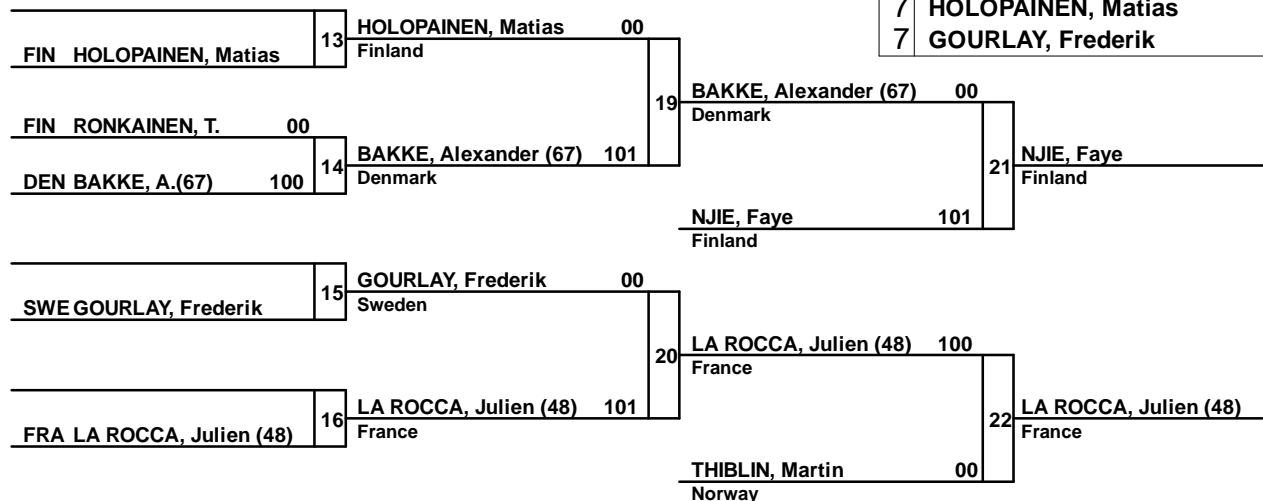 7 HOLOPAINEN, Matias
7 GOURLAY, Frederik
FIN HOLOPAINEN, Matias
13
HOLOPAINEN, Matias 00
Finland
FIN RONKAINEN, T. 00
DEN BAKKE, A.(67) 100
14
BAKKE, Alexander (67) 101
Denmark
19
BAKKE, Alexander (67) 00
Denmark
NJIE, Faye 101
Finland
21
NJIE, Faye
Finland
SWE GOURLAY, Frederik
15
GOURLAY, Frederik 00
Sweden
FRA LA ROCCA, Julien (48)
16
LA ROCCA, Julien (48) 101
France
20
LA ROCCA, Julien (48) 100
France
THIBLIN, Martin 00
Norway
22
LA ROCCA, Julien (48)
France